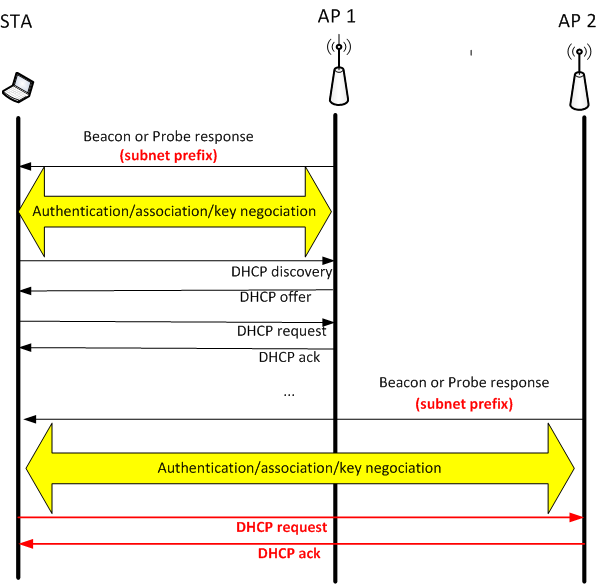 STA
AP 1
AP 2
Beacon or Probe response
(subnet prefix)
Authentication/association/key negociation
DHCP discovery
DHCP offer
DHCP request
DHCP ack
...
Beacon or Probe response
(subnet prefix)
Authentication/association/key negociation
DHCP request
DHCP ack